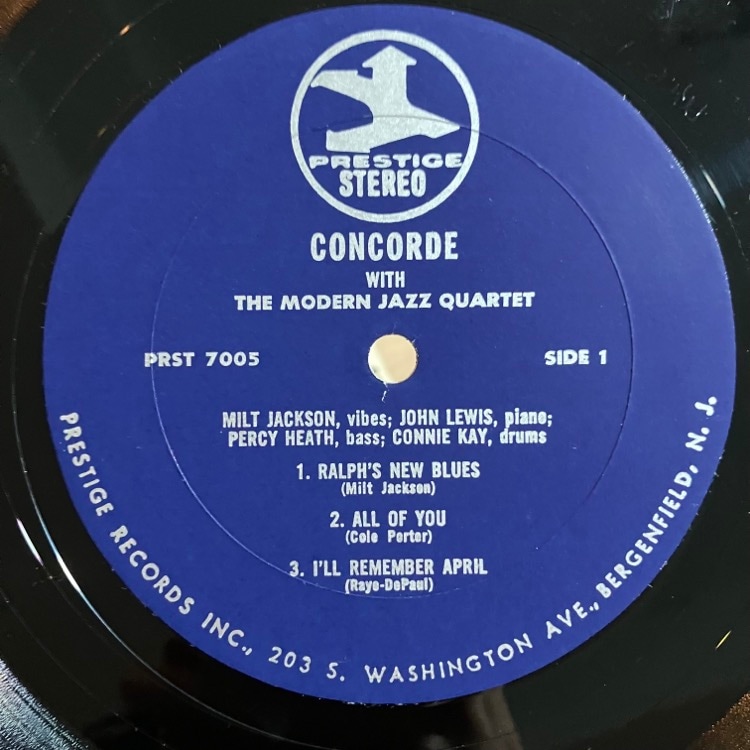 PRESTIGE
STEREO
CONCORDE
WITH
THE MODERN JAZZ QUARTET
PRST 7005
SIDE 1
MILT JACKSON, vibes; JOHN LEWIS, piano;
PERCY HEATH, bass; CONNIE KAY, drums
1. RALPH'S NEW BLUES
(Milt Jackson)
2. ALL OF YOU
(Cole Porter)
3. I'LL REMEMBER APRIL
(Raye-DePaul)
PRESTIGE RECORDS INC., 203 S. WASHINGTON AVE., BERGENFIELD, N. J.